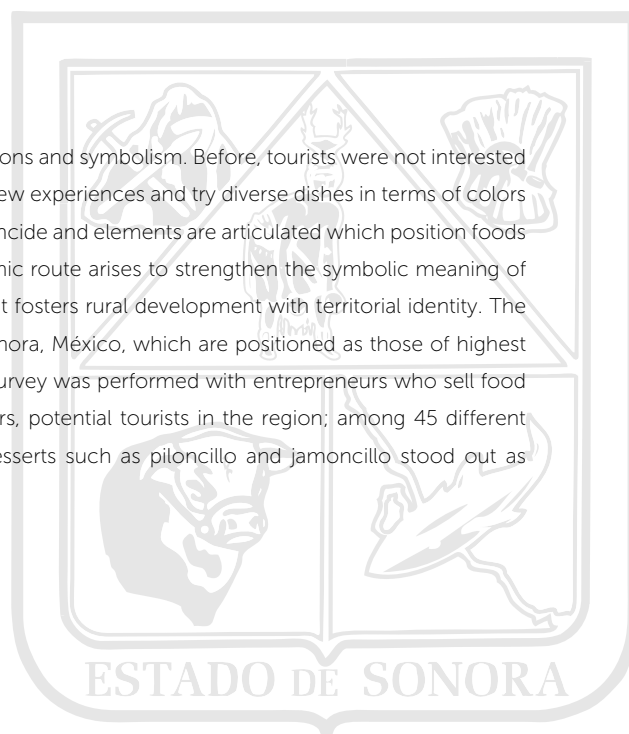 ons and symbolism. Before, tourists were not interested
ew experiences and try diverse dishes in terms of colors
ncide and elements are articulated which position foods
nic route arises to strengthen the symbolic meaning of
t fosters rural development with territorial identity. The
nora, México, which are positioned as those of highest
urvey was performed with entrepreneurs who sell food
rs, potential tourists in the region; among 45 different
esserts such as piloncillo and jamoncillo stood out as
ESTADO DE SONORA